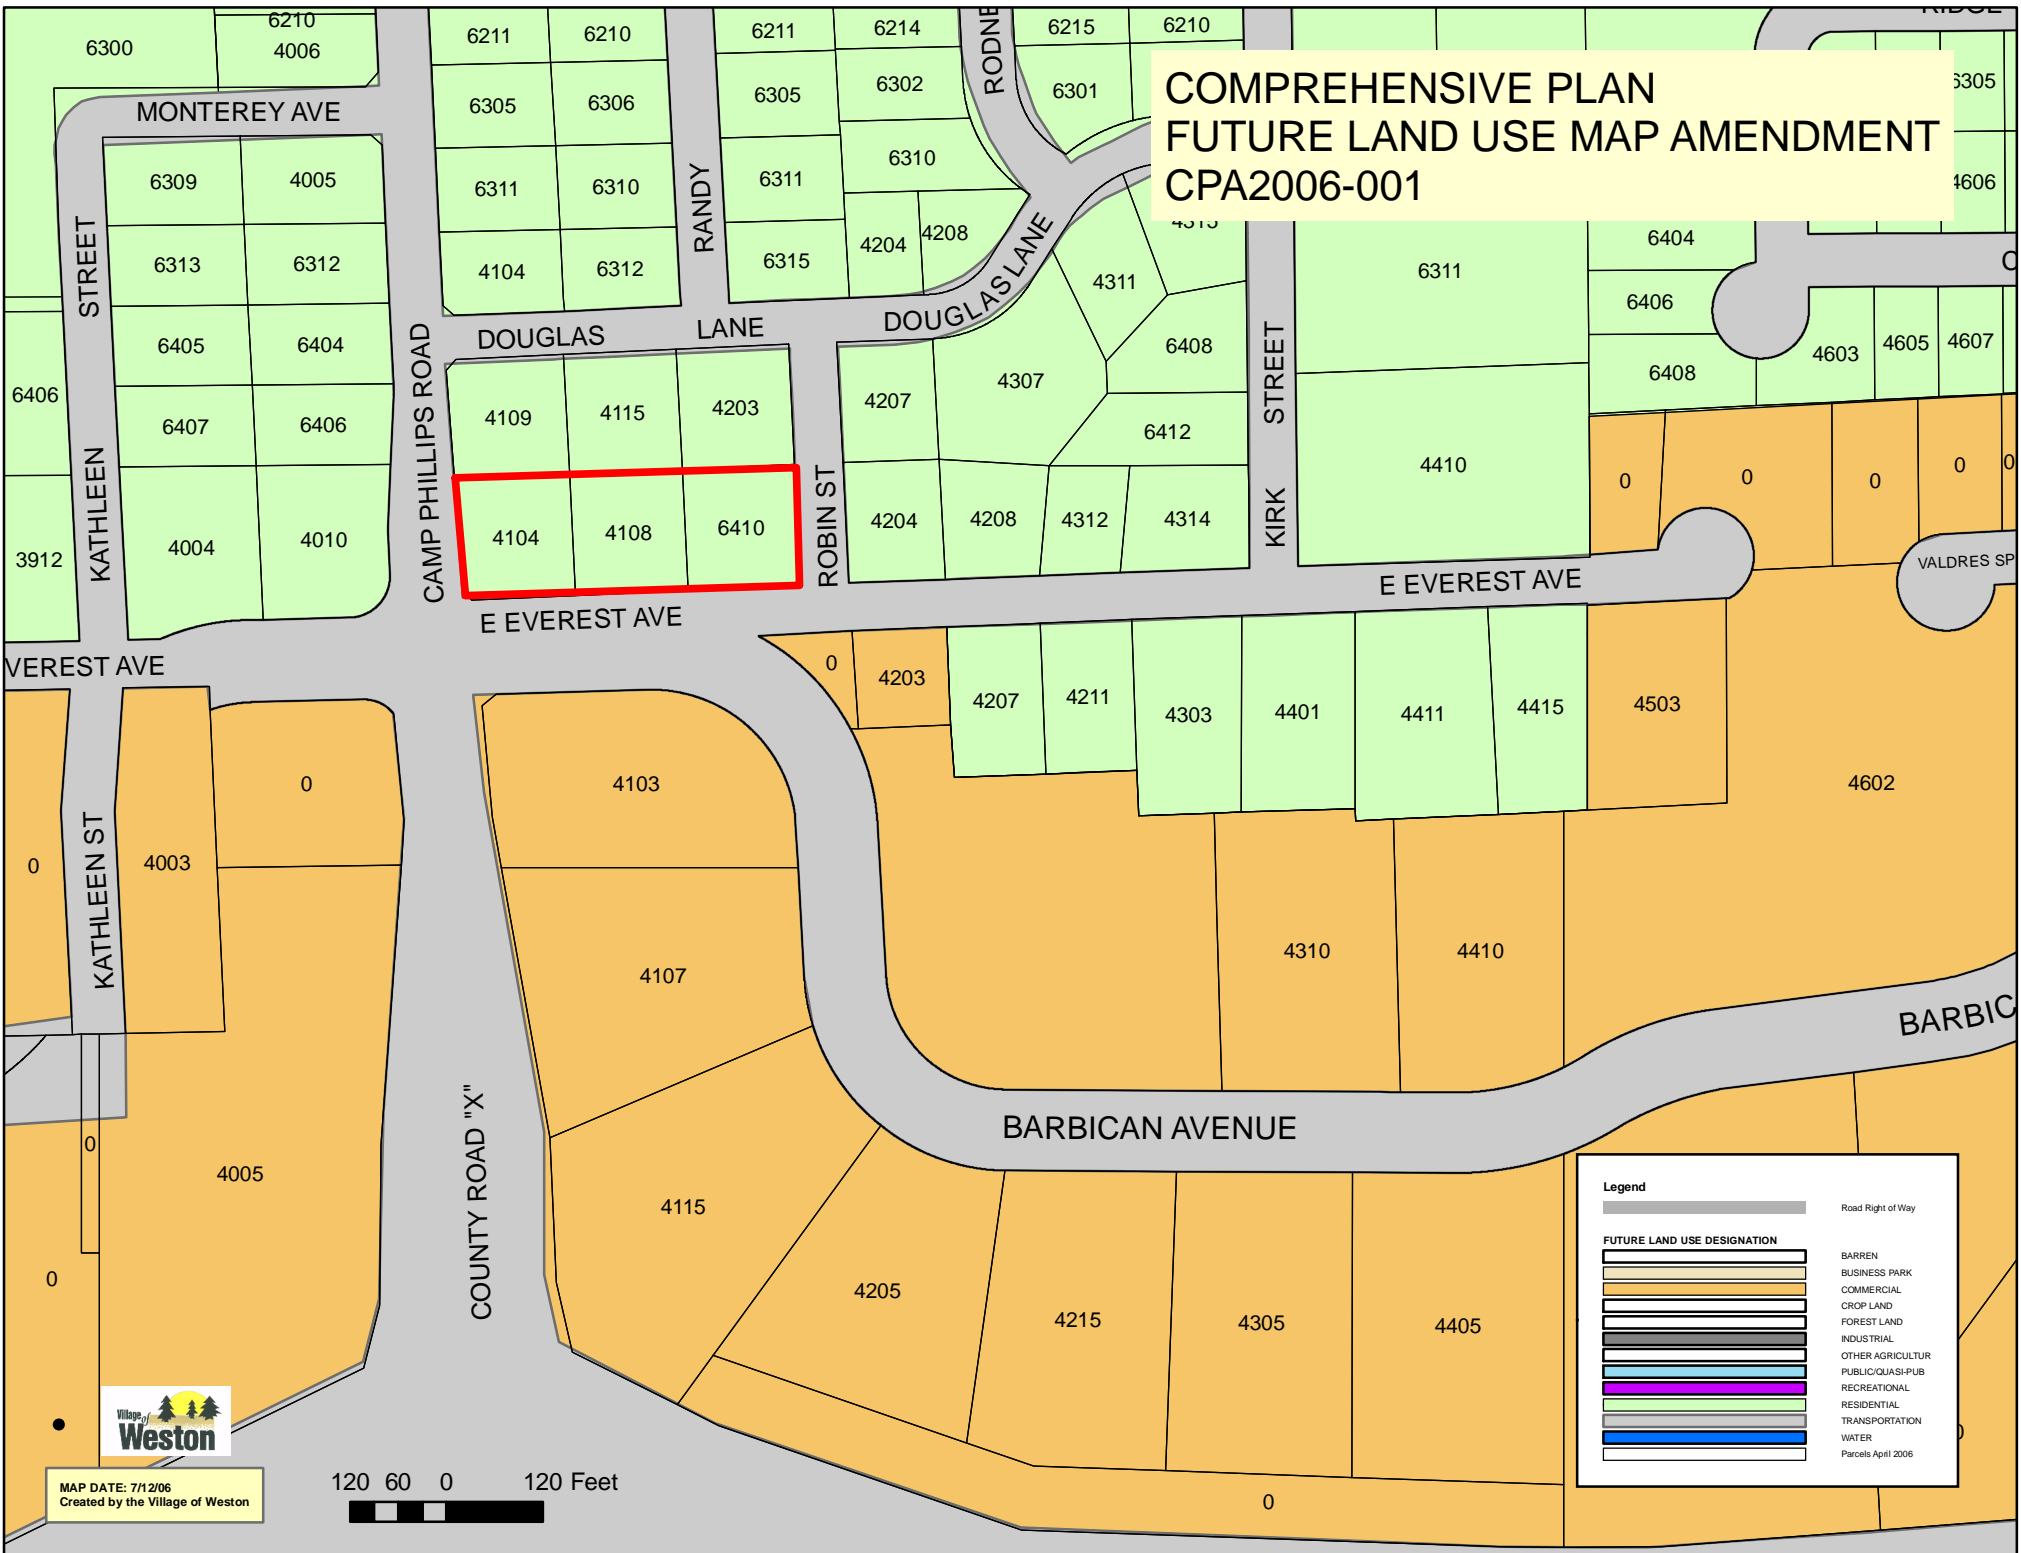 RIDGE
6300
6210
4006
6211
6210
6211
6214
RODNE
6215
6210
COMPREHENSIVE PLAN
FUTURE LAND USE MAP AMENDMENT
CPA2006-001
MONTEREY AVE
6305
6306
6305
6302
6301
6305
6309
4005
6311
6310
RANDY
6311
6310
4606
STREET
6313
6312
4104
6312
6315
4204
4208
4315
6404
C
6311
4311
6406
DOUGLAS
LANE
DOUGLAS LANE
6405
6404
CAMP PHILLIPS ROAD
6408
STREET
4603
4605
4607
6406
4307
6408
4109
4115
4203
4207
6407
6406
6412
KATHLEEN
4410
0
0
0
0
0
3912
4004
4010
4104
4108
6410
ROBIN ST
4204
4208
4312
4314
KIRK
VALDRES SP
E EVEREST AVE
E EVEREST AVE
VEREST AVE
0
4203
4207
4211
4303
4401
4411
4415
4503
0
4103
4602
0
KATHLEEN ST
4003
4107
4310
4410
BARBIC
BARBICAN AVENUE
0
4005
COUNTY ROAD "X"
4115
0
4205
4215
4305
4405
Legend
Road Right of Way
FUTURE LAND USE DESIGNATION
BARREN
BUSINESS PARK
COMMERCIAL
CROP LAND
FOREST LAND
INDUSTRIAL
OTHER AGRICULTUR
PUBLIC/QUASI-PUB
RECREATIONAL
RESIDENTIAL
TRANSPORTATION
WATER
Parcels April 2006
0
Village of
Weston
MAP DATE: 7/12/06
Created by the Village of Weston
120 60 0 120 Feet
0